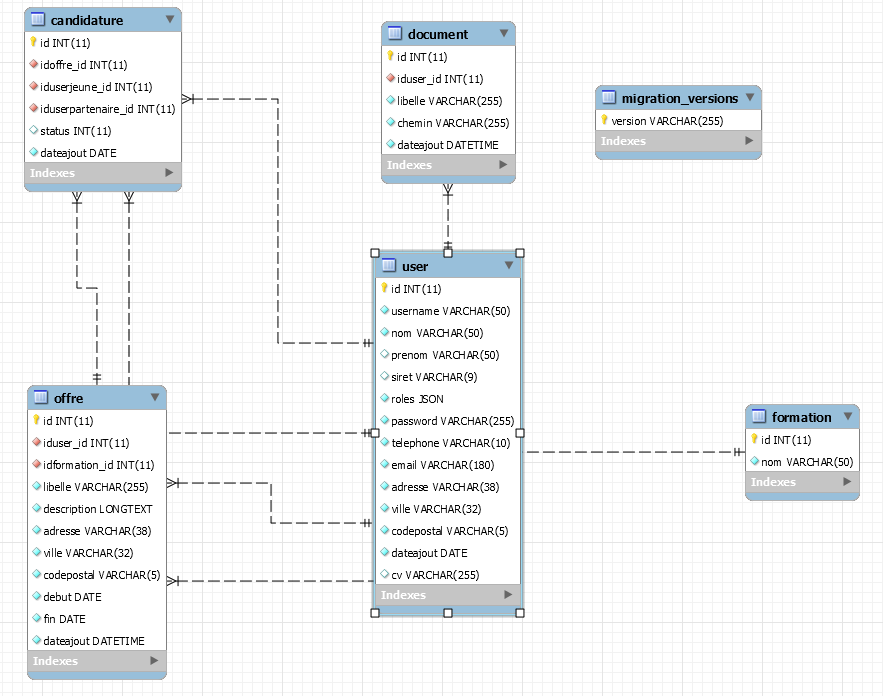 candidature
id INT(11)
idoffre_id INT(11)
iduserjeune_id INT(11)
iduserpartenaire_id INT(11)
status INT(11)
dateajout DATE
Indexes
document
id INT(11)
iduser_id INT(11)
libelle VARCHAR(255)
chemin VARCHAR(255)
dateajout DATETIME
Indexes
migration_versions
version VARCHAR(255)
Indexes
user
id INT(11)
username VARCHAR(50)
nom VARCHAR(50)
prenom VARCHAR(50)
siret VARCHAR(9)
roles JSON
password VARCHAR(255)
telephone VARCHAR(10)
email VARCHAR(180)
adresse VARCHAR(38)
ville VARCHAR(32)
codepostal VARCHAR(5)
dateajout DATE
cv VARCHAR(255)
Indexes
offre
id INT(11)
iduser_id INT(11)
idformation_id INT(11)
libelle VARCHAR(255)
description LONGTEXT
adresse VARCHAR(38)
ville VARCHAR(32)
codepostal VARCHAR(5)
debut DATE
fin DATE
dateajout DATETIME
Indexes
formation
id INT(11)
nom VARCHAR(50)
Indexes